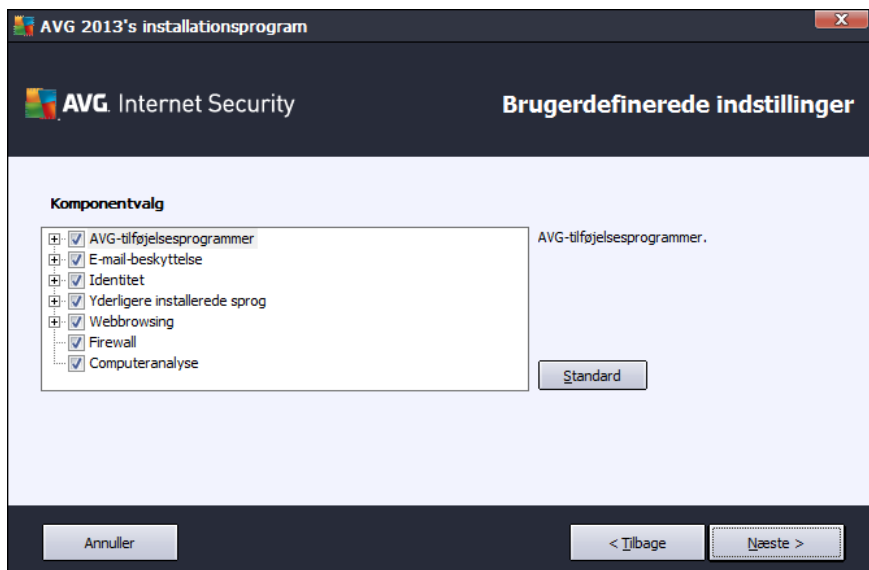 AVG 2013's installationsprogram
AVG. Internet Security
Brugerdefinerede indstillinger
Komponentvalg
AVG-tilføjelsesprogrammer
E-mail-beskyttelse
Identitet
Yderligere installerede sprog
Webbrowsing
Firewall
Computeranalyse
AVG-tilføjelsesprogrammer.
Standard
Annuller
< Tilbage
Næste >